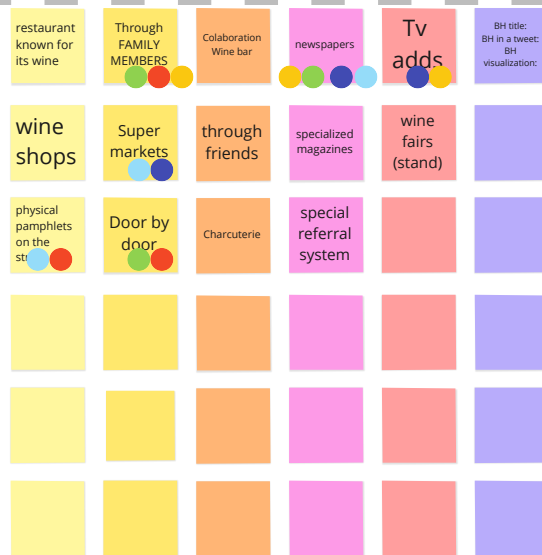 restaurant
known for
its wine
Through
FAMILY
MEMBERS
Colaboration
Wine bar
newspapers
Tv
adds
BH title:
BH in a tweet:
BH
visualization:
wine
shops
Super
markets
through
friends
specialized
magazines
wine
fairs
(stand)
physical
pamphlets
on the
Door by
door
Charcuterie
special
referral
system